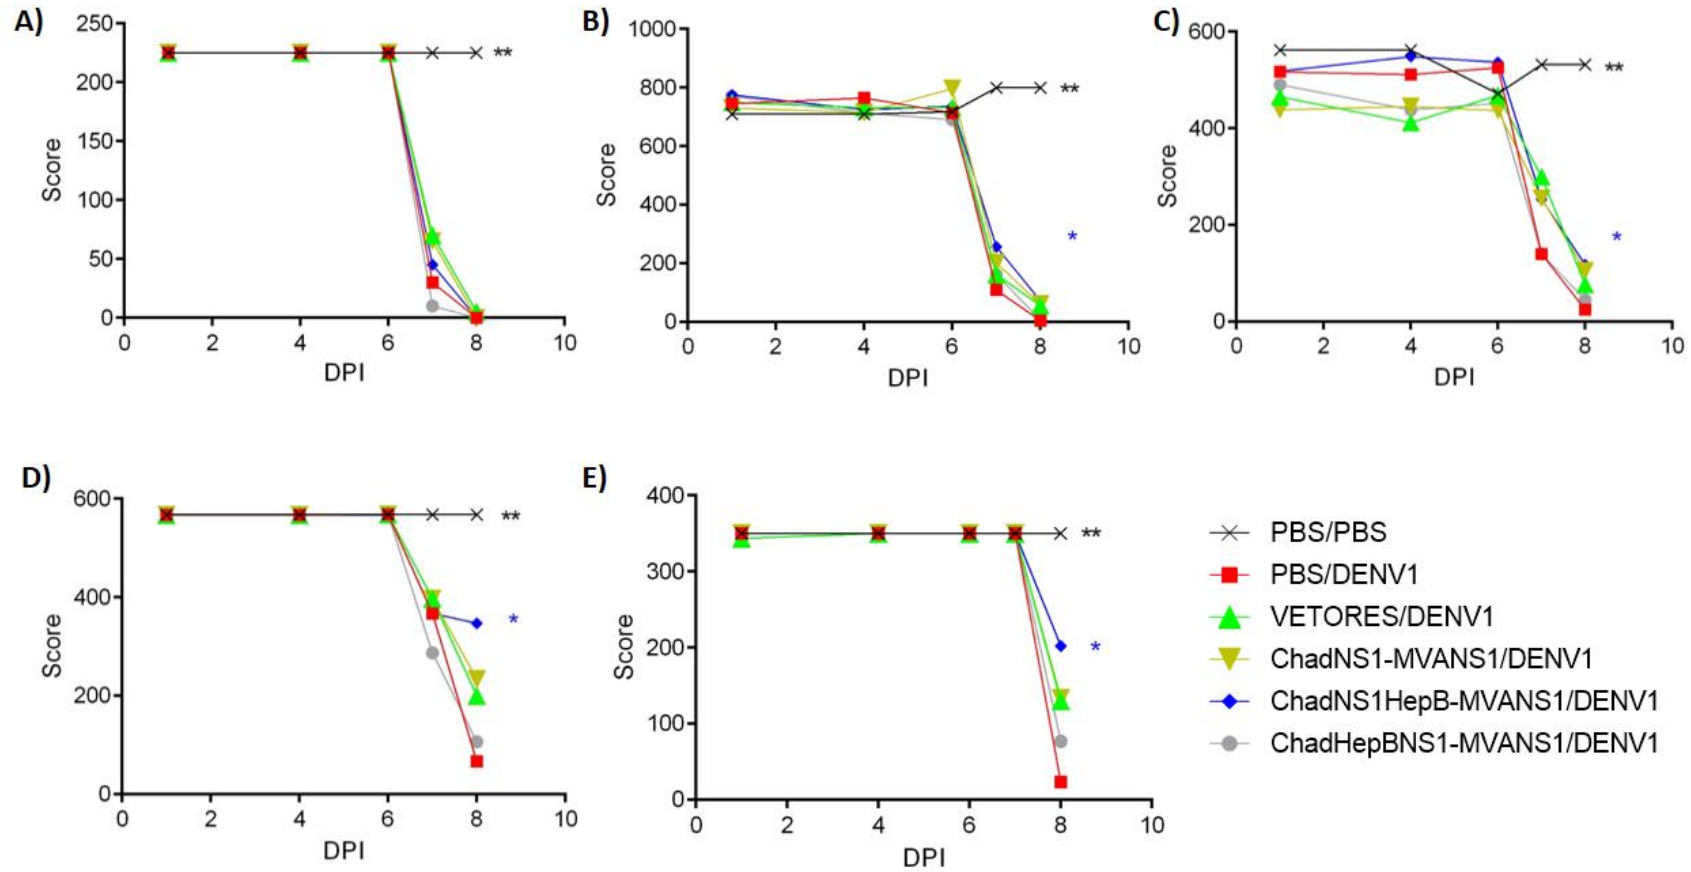 A)
250
200
150
100
50
0
Score
**
0 2 4 6 8 10
DPI
B)
1000
800
600
400
200
0
Score
**
*
0 2 4 6 8 10
DPI
C)
600
400
200
0
Score
**
*
0 2 4 6 8 10
DPI
D)
600
400
200
0
Score
**
*
0 2 4 6 8 10
DPI
E)
400
300
200
100
0
Score
**
*
0 2 4 6 8 10
DPI
PBS/PBS
PBS/DENV1
VETORES/DENV1
ChadNS1-MVANS1/DENV1
ChadNS1HepB-MVANS1/DENV1
ChadHepBNS1-MVANS1/DENV1